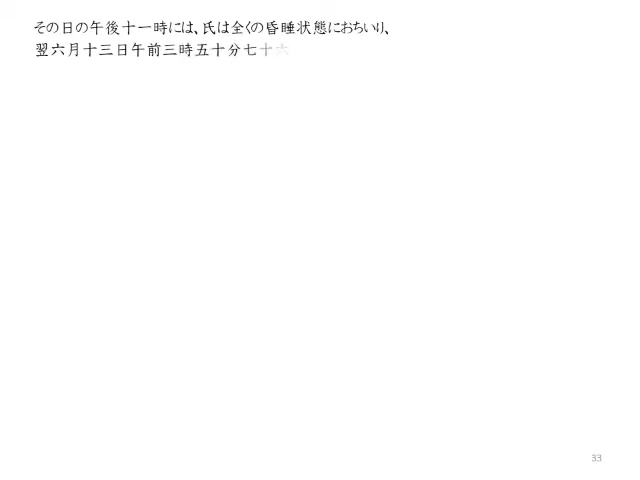 その日の午後十一時には、氏は全くの昏睡状態におちいり、
翌六月十三日午前三時五十分七十六
33